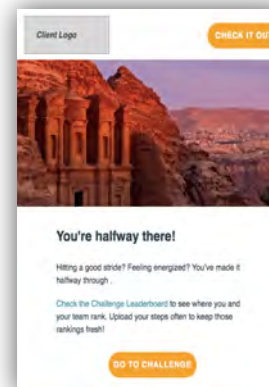 Client Logo
CHECK IT OUT
You're halfway there!
Hitting a good stride? Feeling energized? You've made it
halfway through .
Check the Challenge Leaderboard to see where you and
your team rank. Upload your steps often to keep those
rankings fresh!
GO TO CHALLENGE